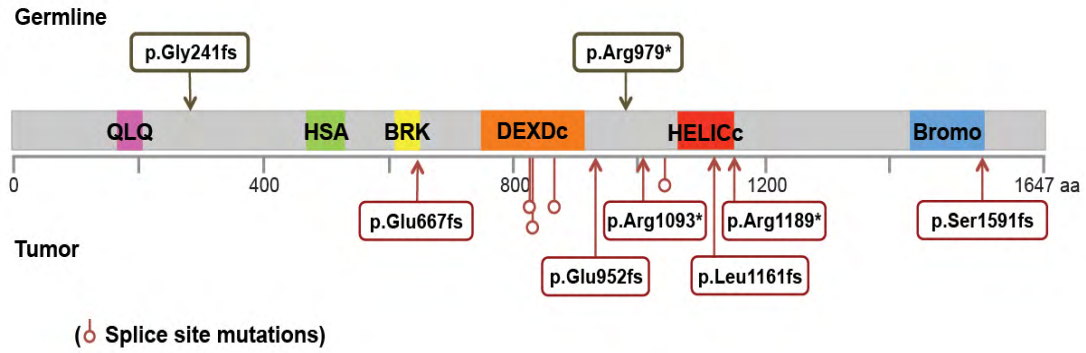 Germline
p.Gly241fs
p.Arg979*
QLQ
HSA
BRK
DEXDc
HELICc
Bromo
0
400
800
1200
1647 aa
p.Glu667fs
p.Arg1093*
p.Arg1189*
p.Ser1591fs
Tumor
p.Glu952fs
p.Leu1161fs
( Splice site mutations)